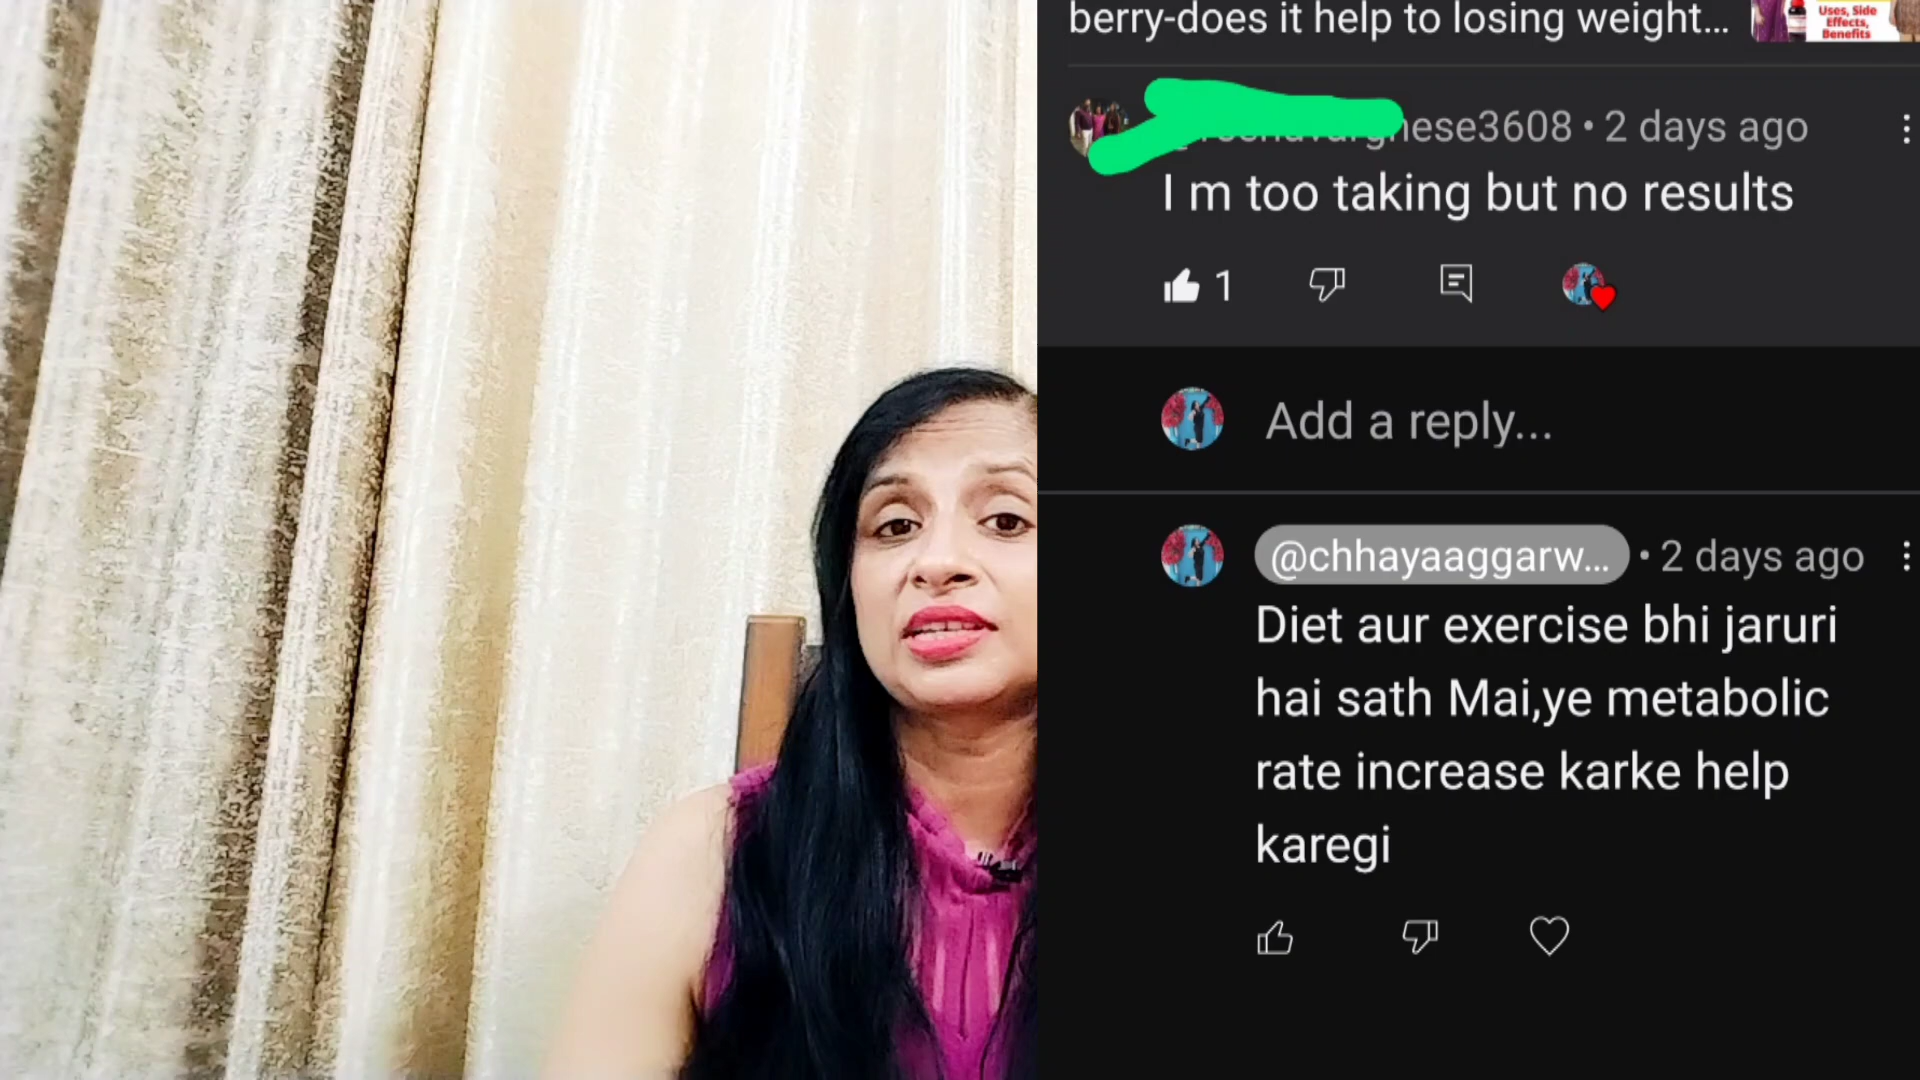 berry-does it help to losing weight...
Uses, Side
Effects,
Benefits
hese3608 • 2 days ago
I m too taking but no results
1
Add a reply...
@chhayaaggarw... • 2 days ago
Diet aur exercise bhi jaruri
hai sath Mai,ye metabolic
rate increase karke help
karegi